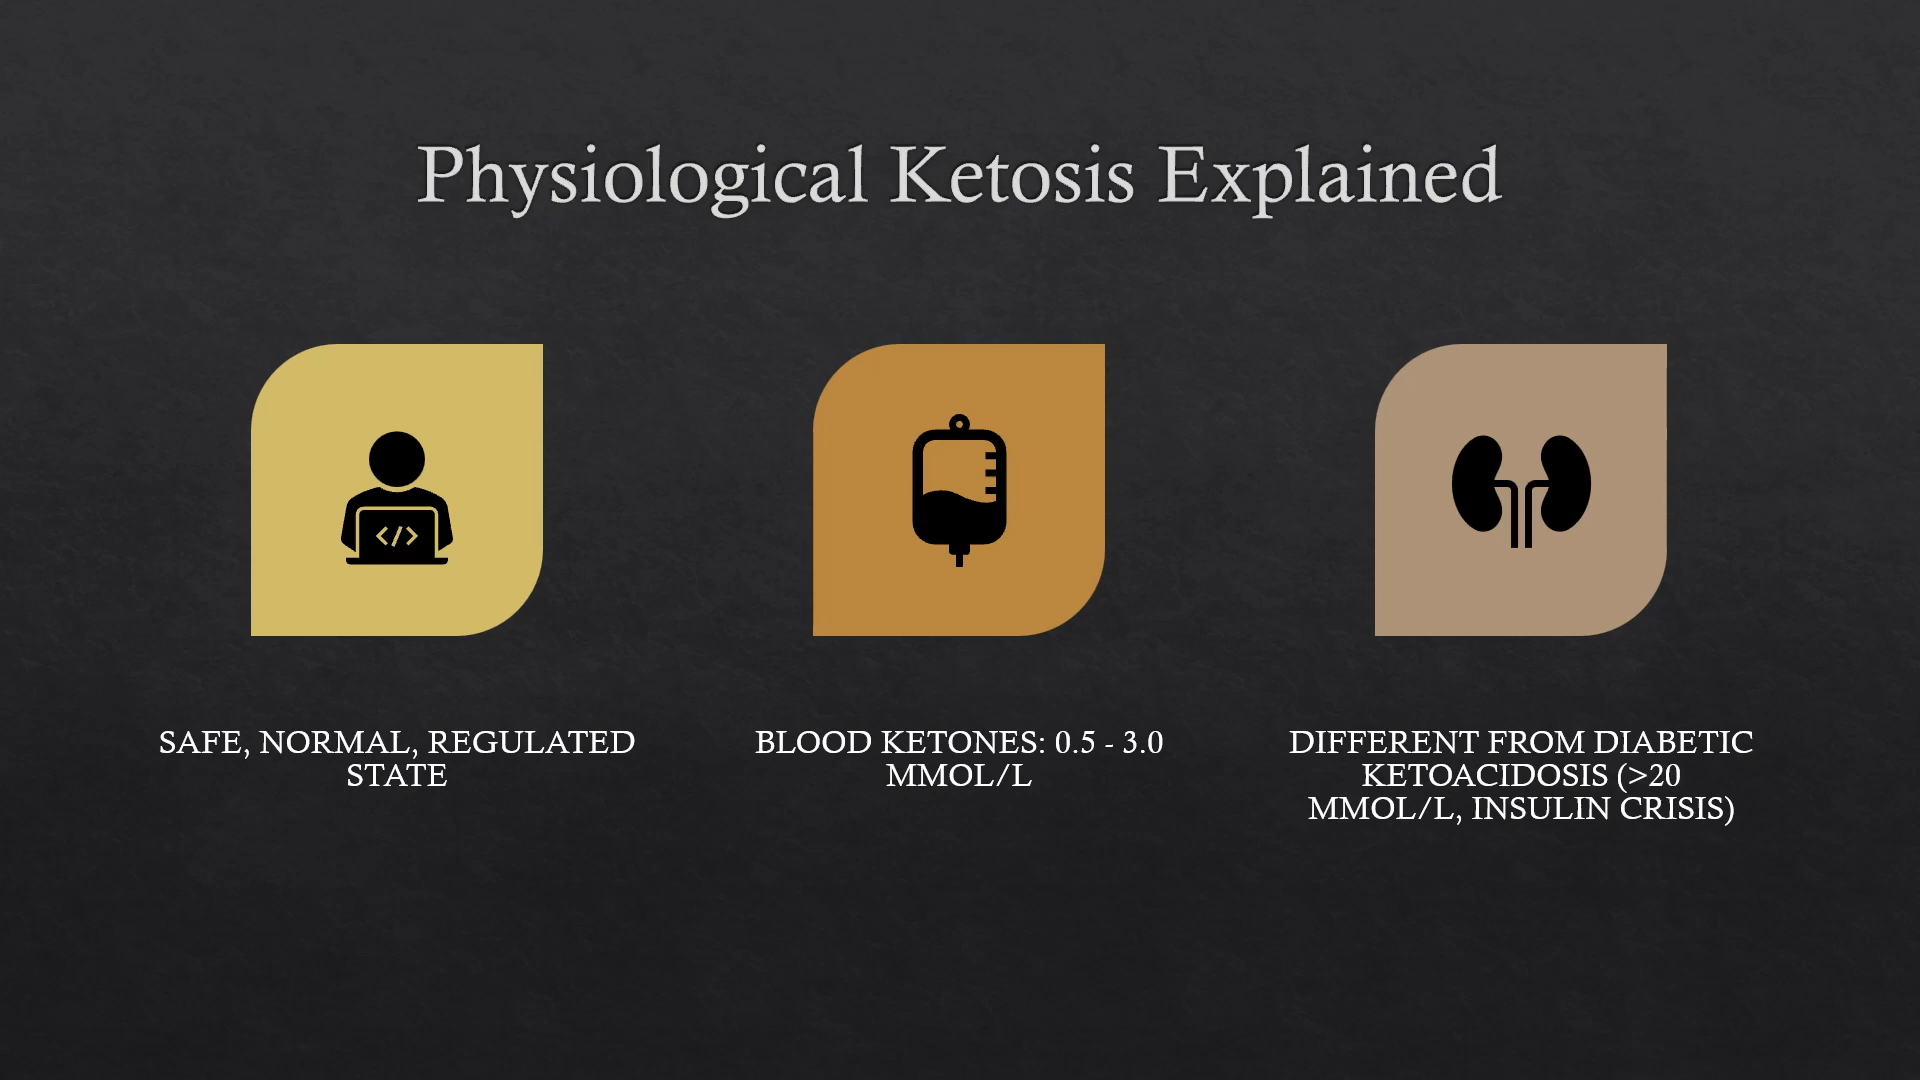 Physiological Ketosis Explained
</>
SAFE, NORMAL, REGULATED
STATE
BLOOD KETONES: 0.5 - 3.0
MMOL/L
DIFFERENT FROM DIABETIC
KETOACIDOSIS (>20
MMOL/L, INSULIN CRISIS)